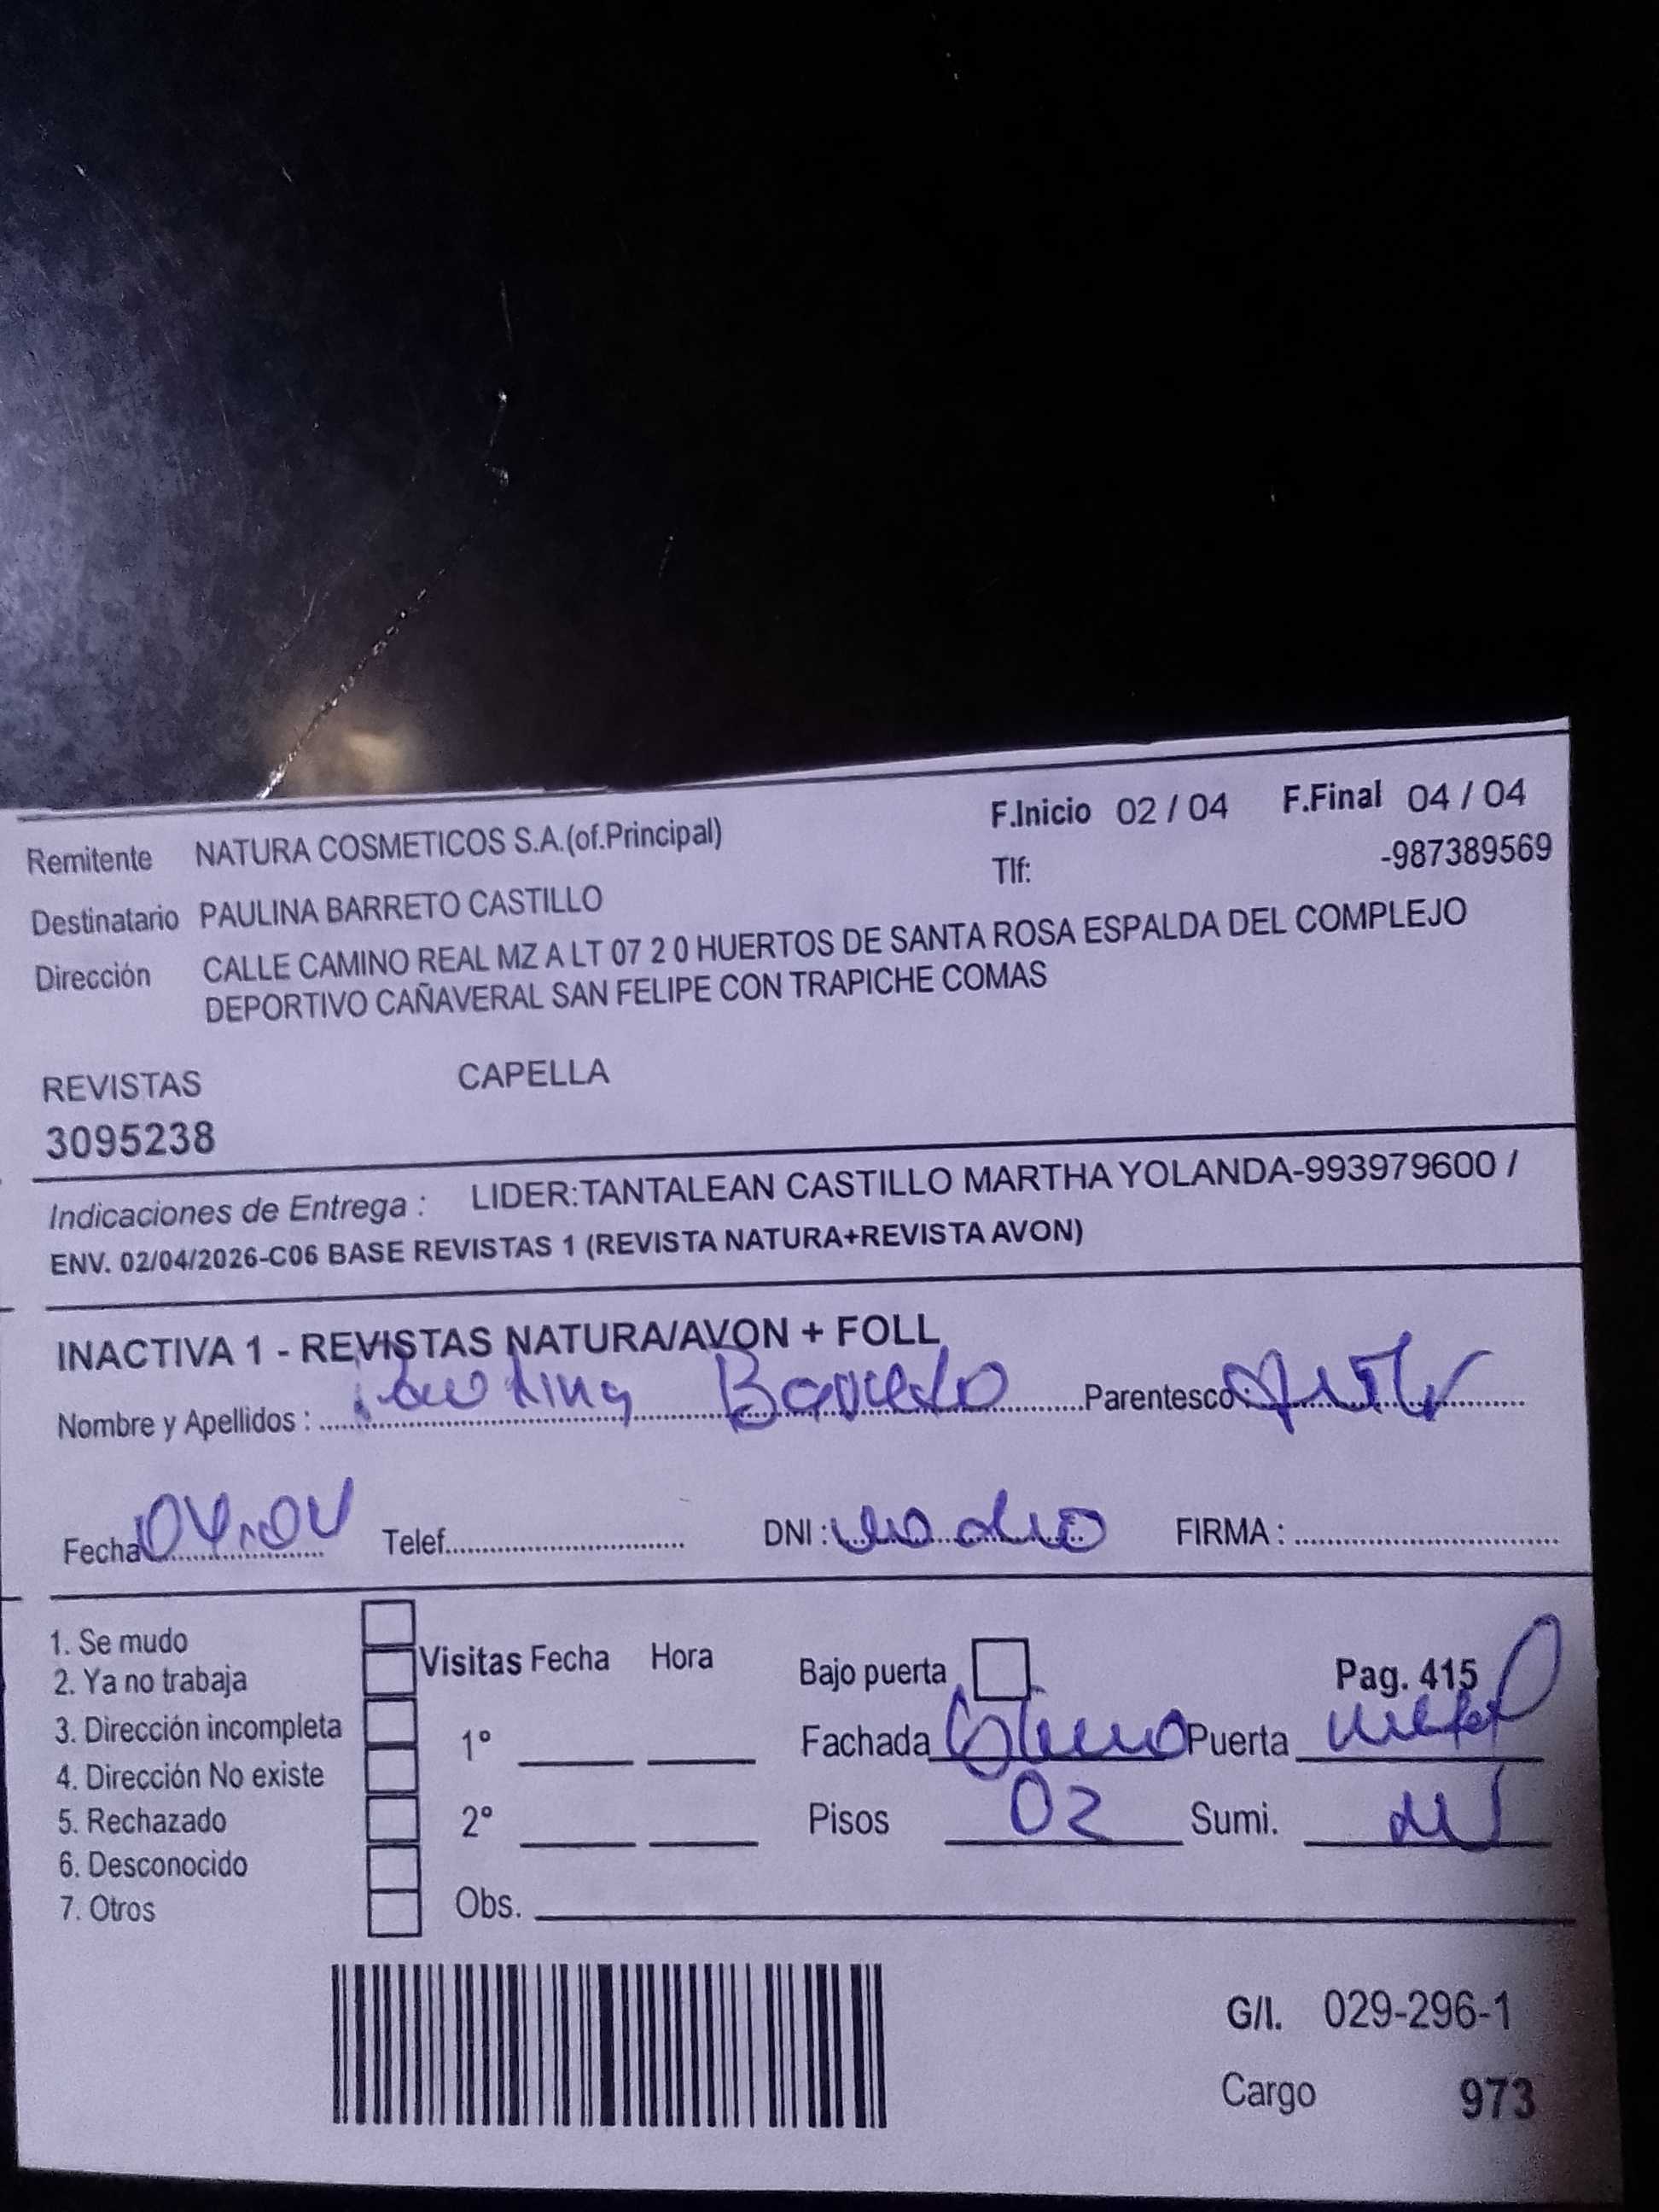 F.Inicio 02 / 04 F.Final 04 / 04
Remitente NATURA COSMETICOS S.A.(of.Principal)
Tlf: -987389569
Destinatario PAULINA BARRETO CASTILLO
Dirección CALLE CAMINO REAL MZ A LT 07 2 0 HUERTOS DE SANTA ROSA ESPALDA DEL COMPLEJO
DEPORTIVO CAÑAVERAL SAN FELIPE CON TRAPICHE COMAS
REVISTAS CAPELLA
3095238
Indicaciones de Entrega : LIDER:TANTALEAN CASTILLO MARTHA YOLANDA-993979600 /
ENV. 02/04/2026-C06 BASE REVISTAS 1 (REVISTA NATURA+REVISTA AVON)
INACTIVA 1 - REVISTAS NATURA/AVON + FOLL
Nombre y Apellidos : Barreto Parentesco :
Fecha 04.04 Telef. DNI : FIRMA :
1. Se mudo
2. Ya no trabaja
3. Dirección incompleta
4. Dirección No existe
5. Rechazado
6. Desconocido
7. Otros
Visitas Fecha Hora
1º
2º
Obs.
Bajo puerta Pag. 415
Fachada Puerta
Pisos 02 Sumi.
G/I. 029-296-1
Cargo 973